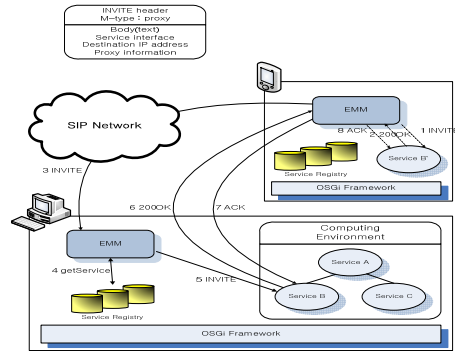 INVITE header
M-type : proxy
Body(text)
Service Interface
Destination IP address
Proxy Information
SIP Network
EMM
8 ACK
2 200OK
1 INVITE
Service B'
Service Registry
OSGi Framework
3 INVITE
6 200OK
7 ACK
EMM
4 getService
5 INVITE
Service Registry
Computing
Environment
Service A
Service B
Service C
OSGi Framework